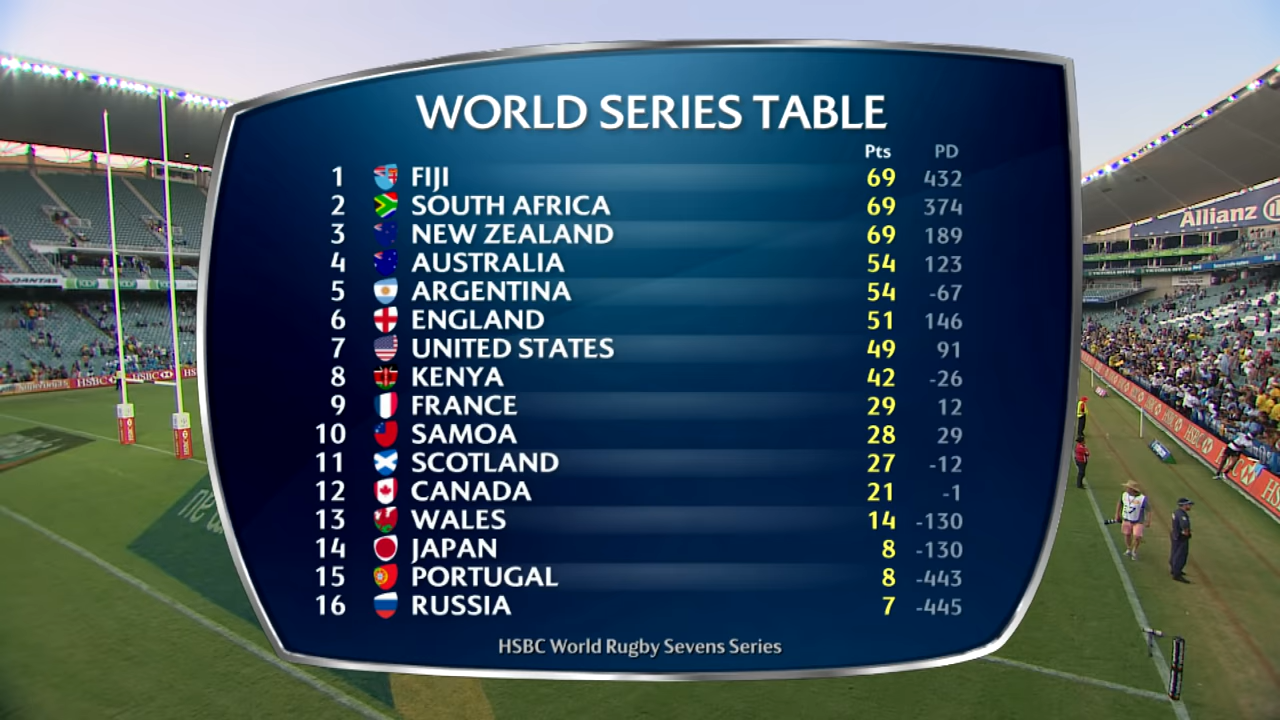 WORLD SERIES TABLE
Pts PD
1 FIJI 69 432
2 SOUTH AFRICA 69 374
3 NEW ZEALAND 69 189
4 AUSTRALIA 54 123
5 ARGENTINA 54 -67
6 ENGLAND 51 146
7 UNITED STATES 49 91
8 KENYA 42 -26
9 FRANCE 29 12
10 SAMOA 28 29
11 SCOTLAND 27 -12
12 CANADA 21 -1
13 WALES 14 -130
14 JAPAN 8 -130
15 PORTUGAL 8 -443
16 RUSSIA 7 -445
HSBC World Rugby Sevens Series
Allianz
QANTAS
HSBC
HSBC
HSBC